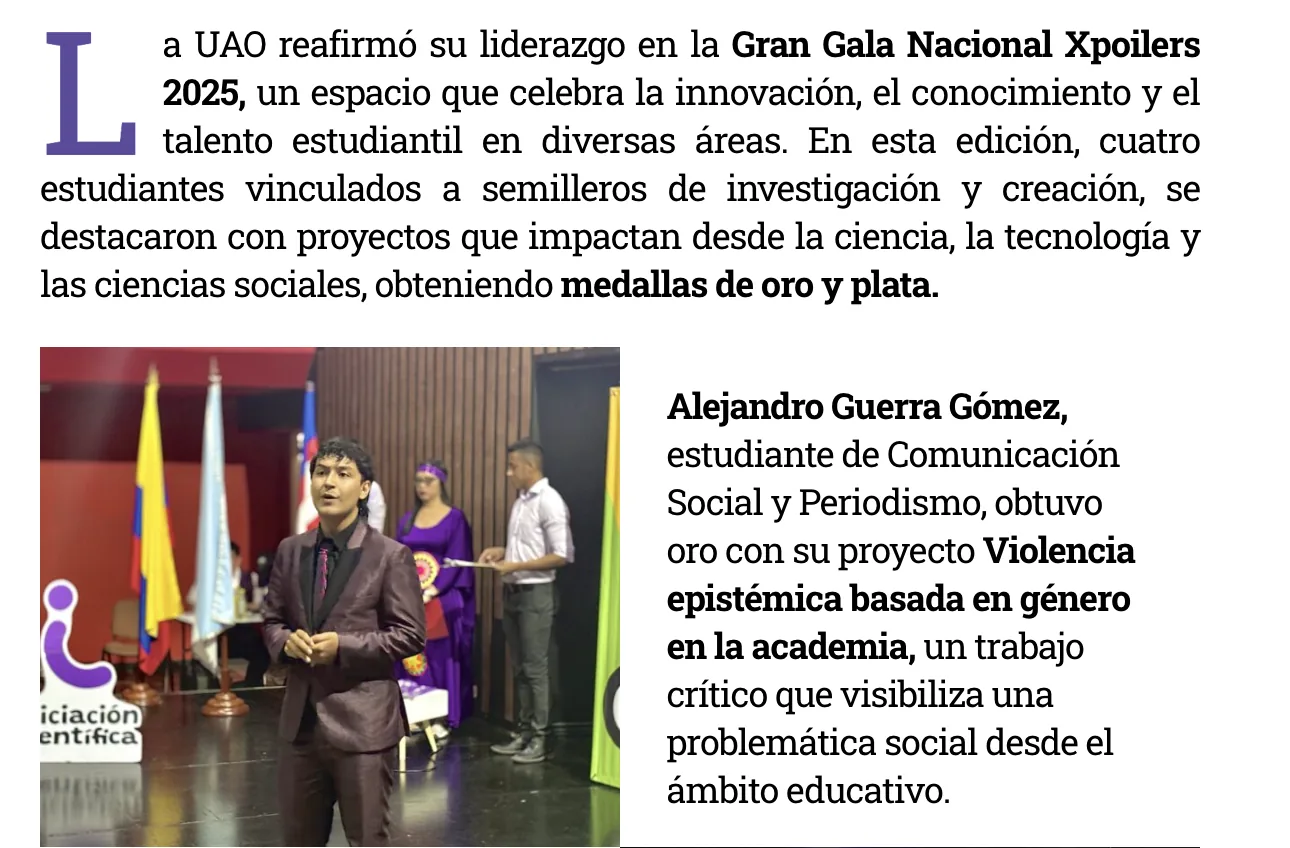 La UAO reafirmó su liderazgo en la Gran Gala Nacional Xpoilers
2025, un espacio que celebra la innovación, el conocimiento y el
talento estudiantil en diversas áreas. En esta edición, cuatro
estudiantes vinculados a semilleros de investigación y creación, se
destacaron con proyectos que impactan desde la ciencia, la tecnología y
las ciencias sociales, obteniendo medallas de oro y plata.
Alejandro Guerra Gómez,
estudiante de Comunicación
Social y Periodismo, obtuvo
oro con su proyecto Violencia
epistémica basada en género
en la academia, un trabajo
crítico que visibiliza una
problemática social desde el
ámbito educativo.
iciación
entífica